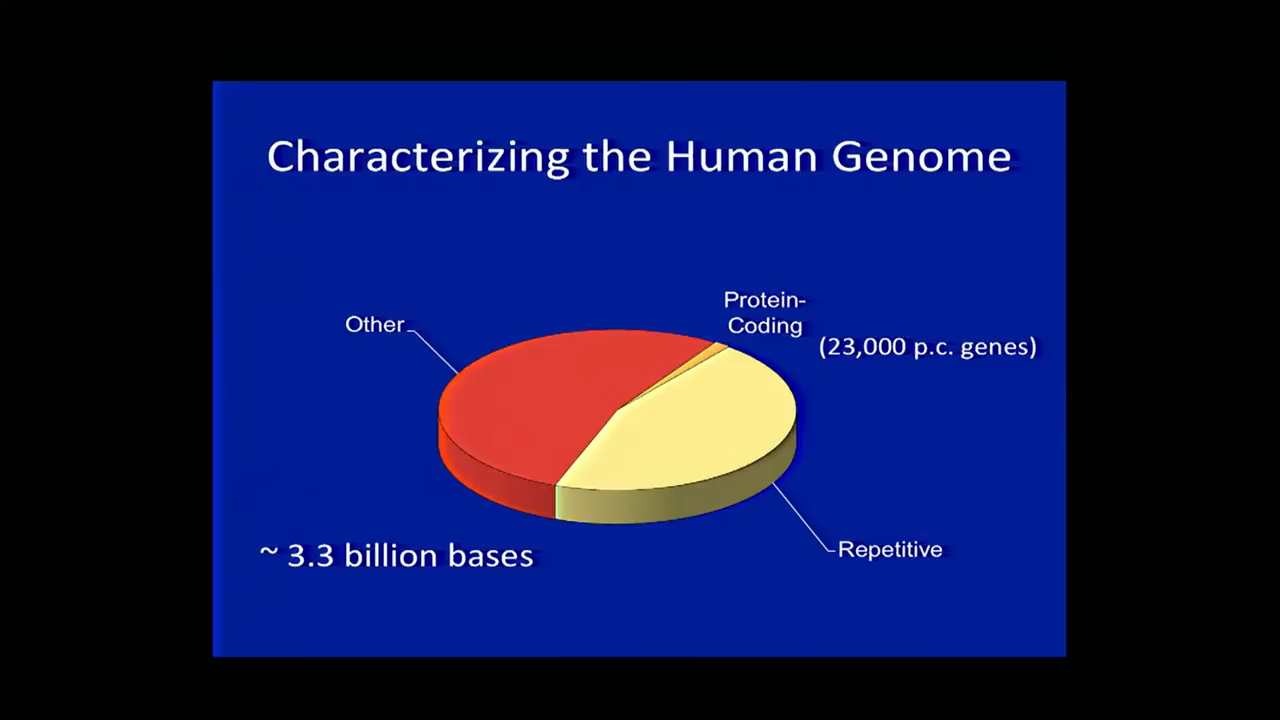 Characterizing the Human Genome
Other
Protein-
Coding
(23,000 p.c. genes)
~ 3.3 billion bases
Repetitive